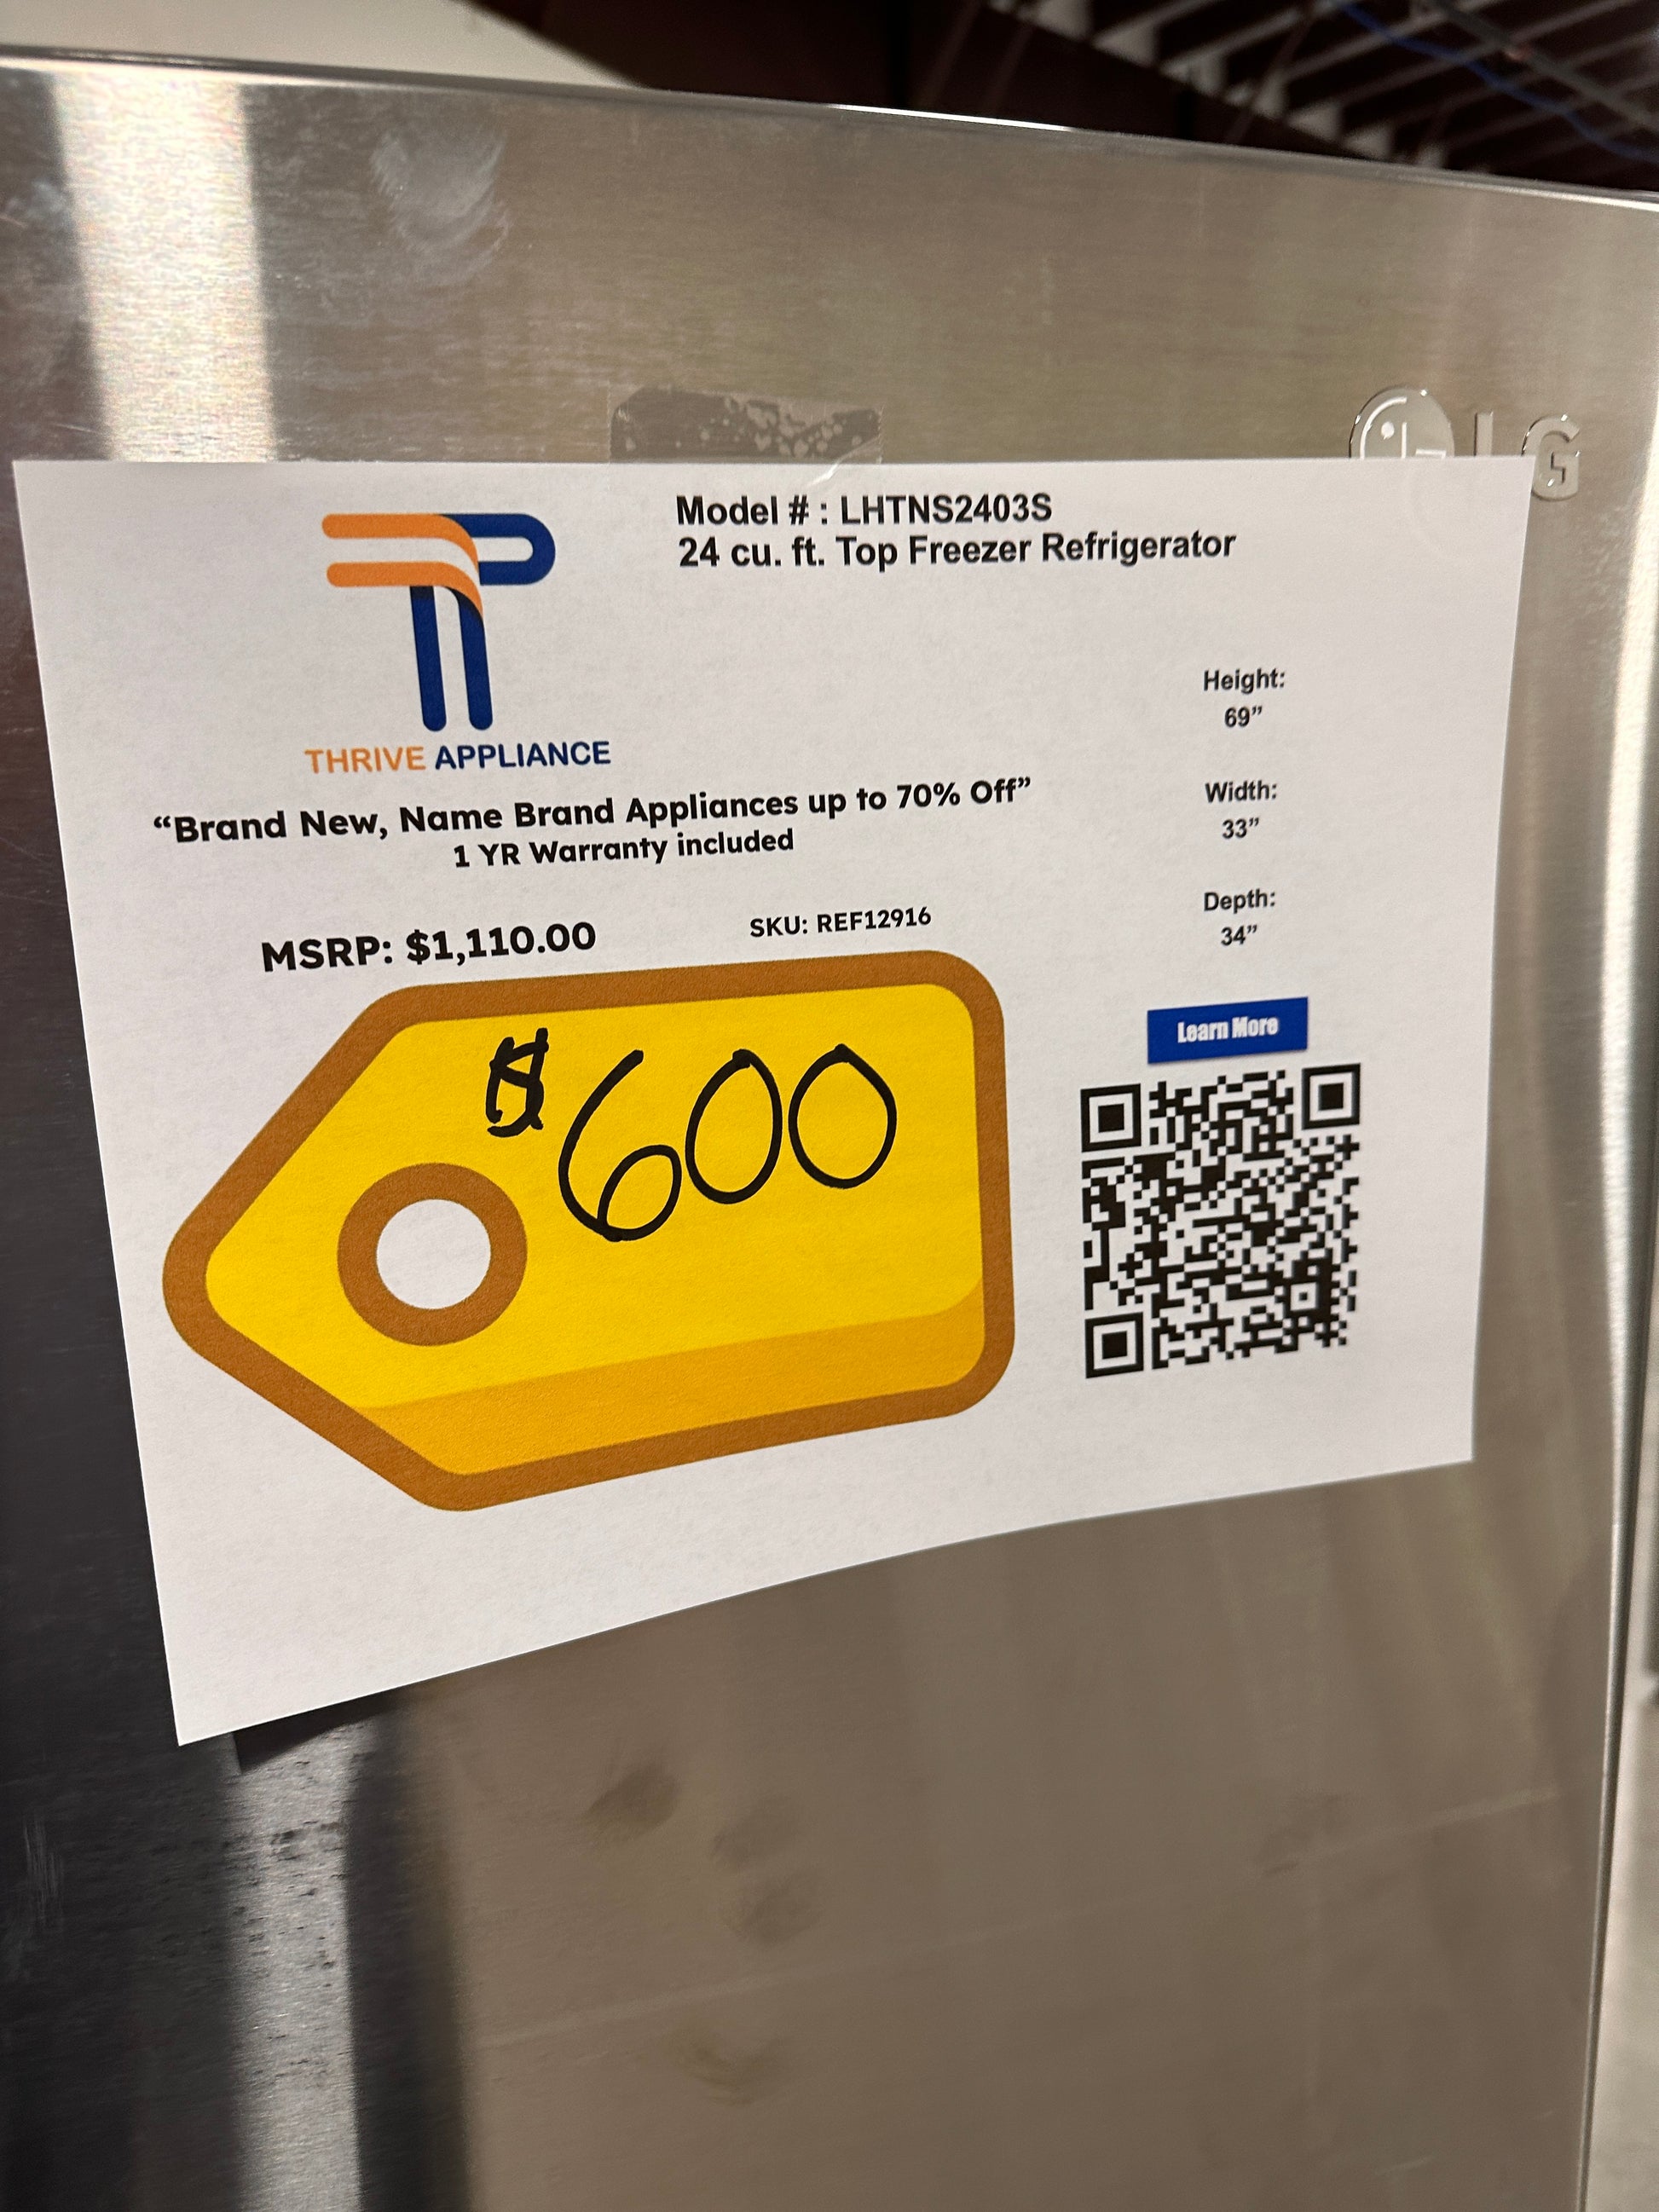 LG
Model # : LHTNS2403S
24 cu. ft. Top Freezer Refrigerator
THRIVE APPLIANCE
“Brand New, Name Brand Appliances up to 70% Off”
1 YR Warranty included
MSRP: $1,110.00
SKU: REF12916
$600
Height:
69”
Width:
33”
Depth:
34”
Learn More